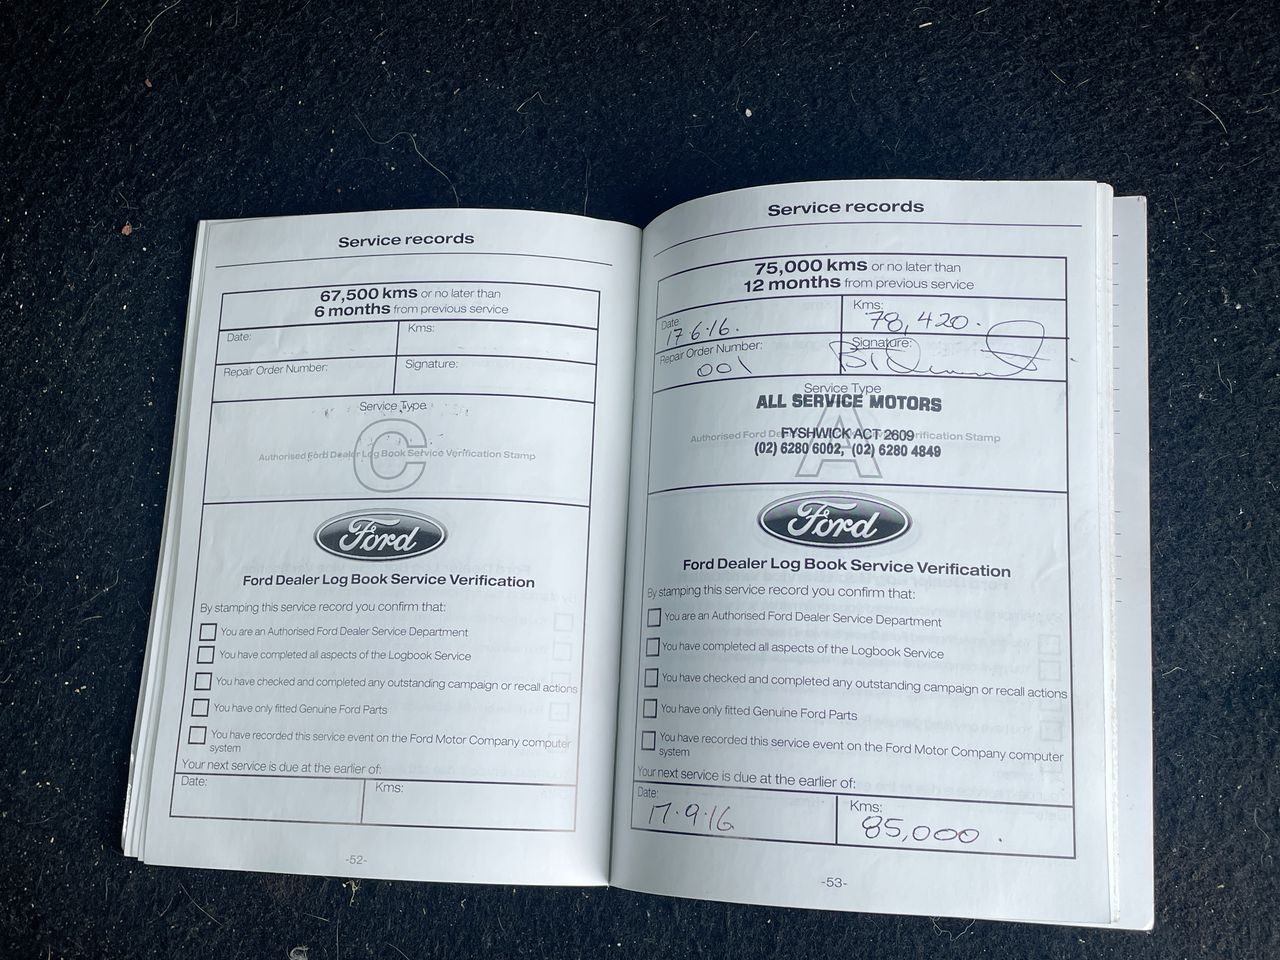 Service records
67,500 kms or no later than
6 months from previous service
Date:
Kms:
Repair Order Number:
Signature:
Service Type
C
Authorised Ford Dealer Log Book Service Verification Stamp
Ford
Ford Dealer Log Book Service Verification
By stamping this service record you confirm that:
You are an Authorised Ford Dealer Service Department
You have completed all aspects of the Logbook Service
You have checked and completed any outstanding campaign or recall actions
You have only fitted Genuine Ford Parts
You have recorded this service event on the Ford Motor Company computer
system
Your next service is due at the earlier of:
Date:
Kms:
-52-
Service records
75,000 kms or no later than
12 months from previous service
Date
17.6.16.
Kms:
78,420.
Repair Order Number:
001
Signature:
Service Type
ALL SERVICE MOTORS
A
Authorised Ford De
FYSHWICK ACT 2609
rification Stamp
(02) 6280 6002, (02) 6280 4849
Ford
Ford Dealer Log Book Service Verification
By stamping this service record you confirm that:
You are an Authorised Ford Dealer Service Department
You have completed all aspects of the Logbook Service
You have checked and completed any outstanding campaign or recall actions
You have only fitted Genuine Ford Parts
You have recorded this service event on the Ford Motor Company computer
system
Your next service is due at the earlier of:
Date:
17.9.16
Kms:
85,000.
-53-